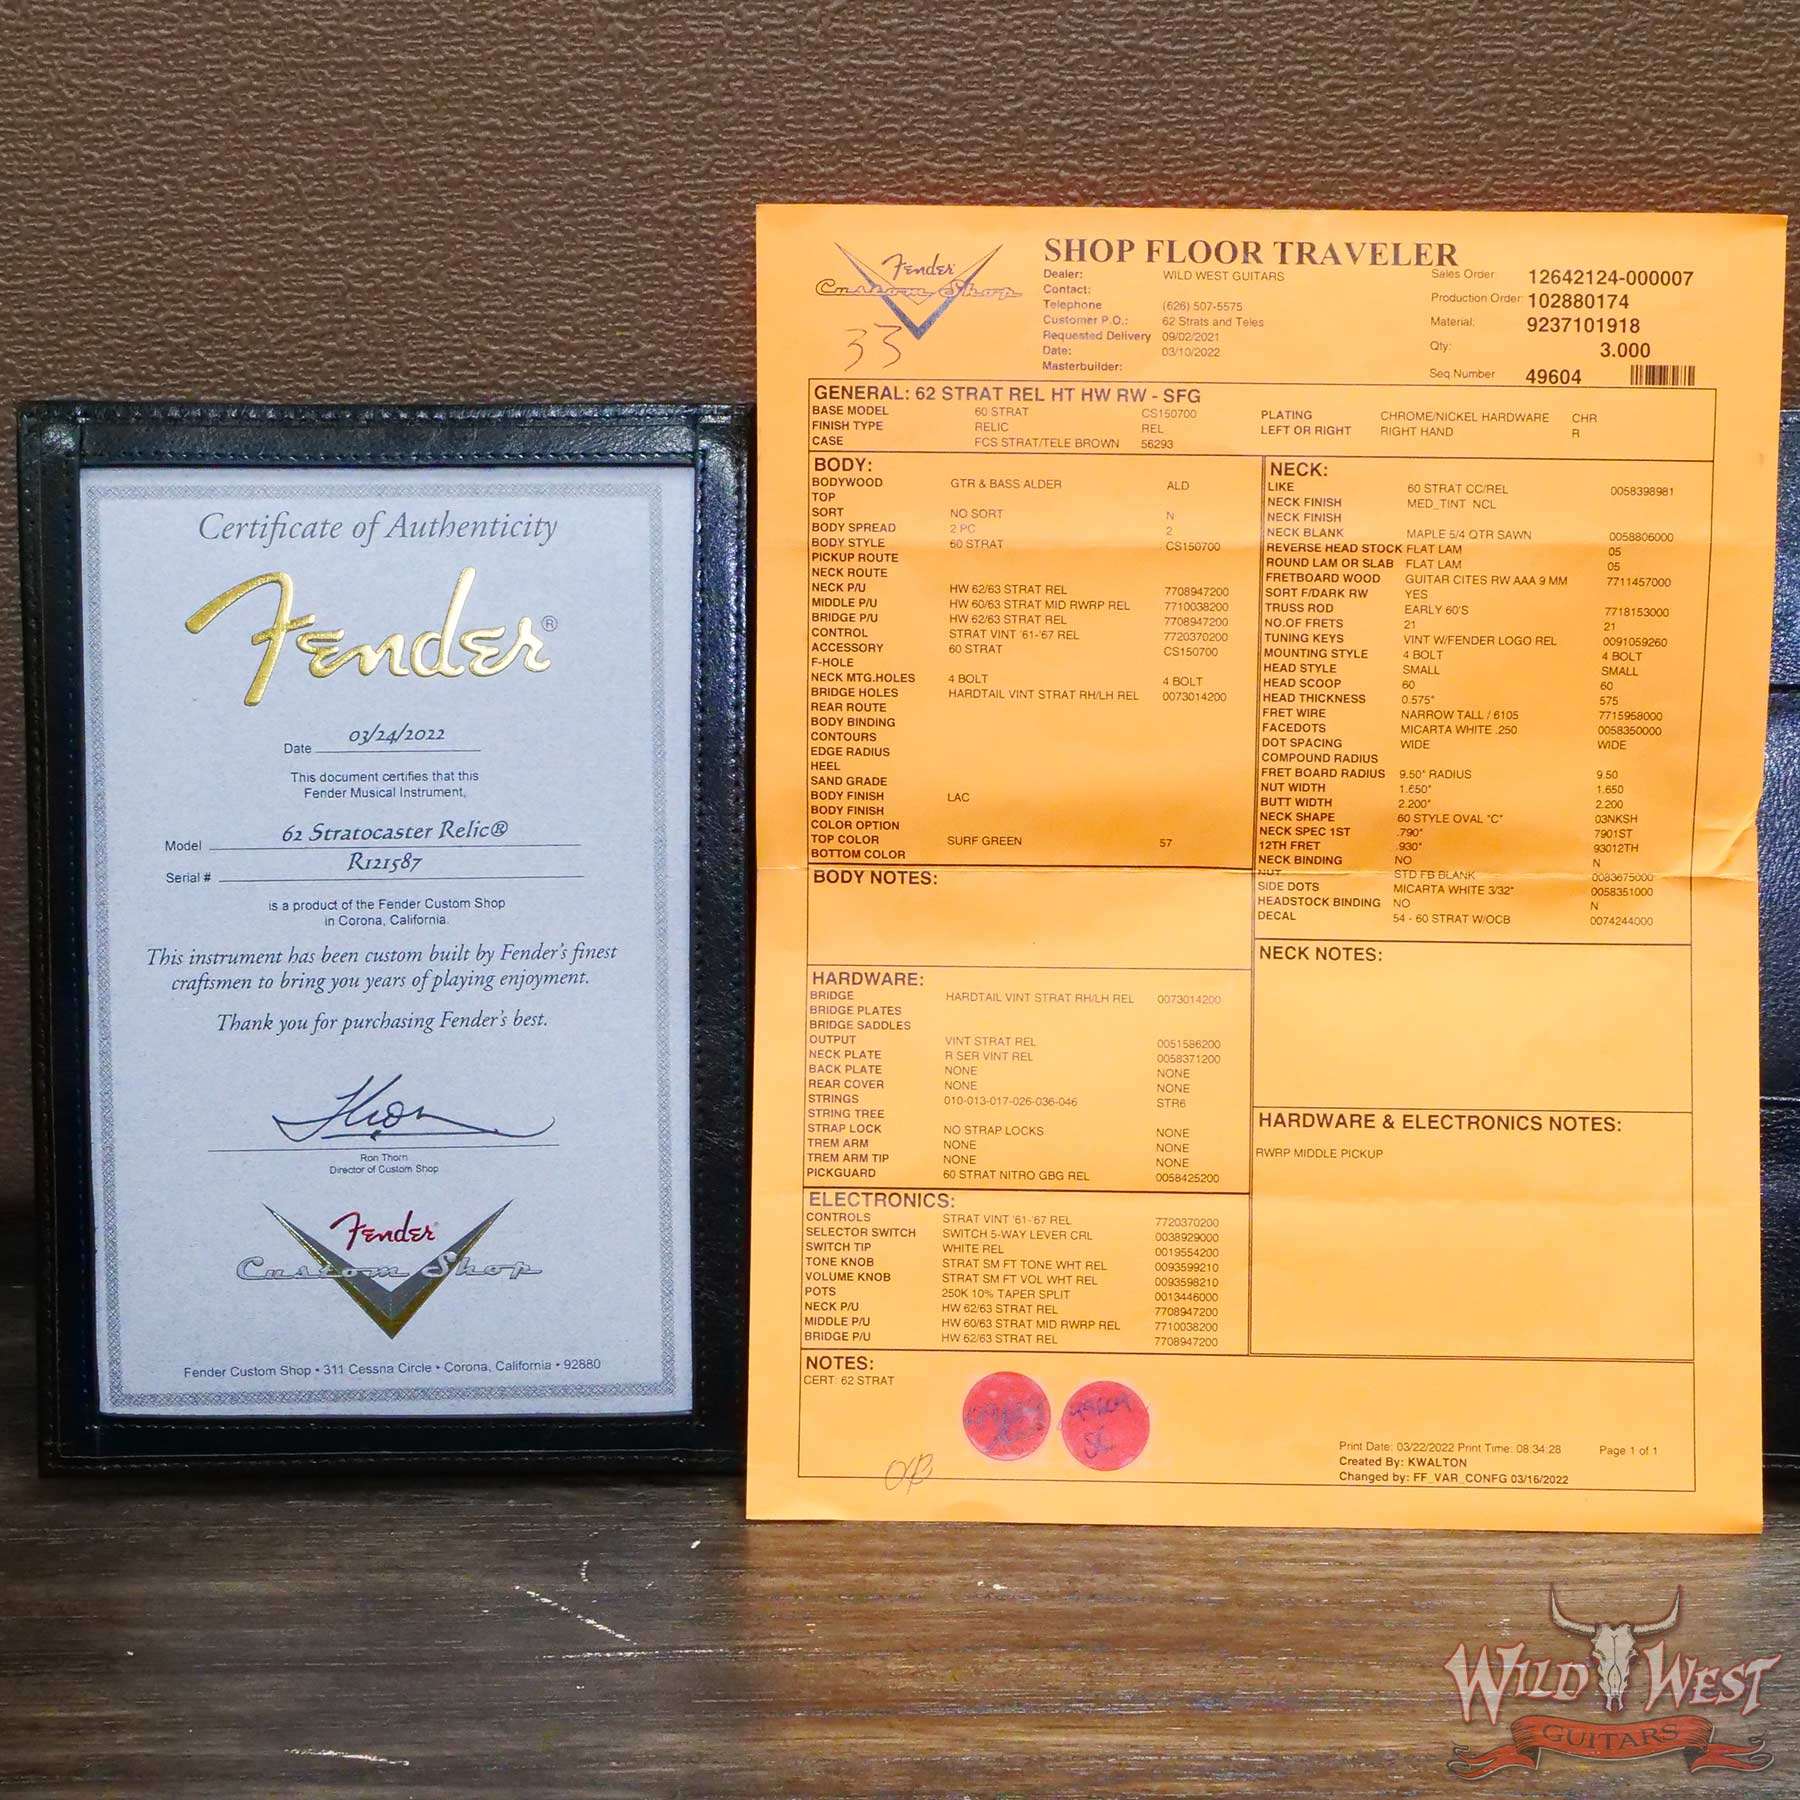 Certificate of Authenticity
Fender®
Date 03/24/2022
This document certifies that this
Fender Musical Instrument,
Model 62 Stratocaster Relic®
Serial # R121587
is a product of the Fender Custom Shop
in Corona, California.
This instrument has been custom built by Fender's finest
craftsmen to bring you years of playing enjoyment.
Thank you for purchasing Fender's best.
Ron Thorn
Director of Custom Shop
Fender
Custom Shop
Fender Custom Shop • 311 Cessna Circle • Corona, California • 92880
Fender
Custom Shop
33
SHOP FLOOR TRAVELER
Dealer: WILD WEST GUITARS
Contact:
Telephone (626) 507-5575
Customer P.O.: 62 Strats and Teles
Requested Delivery 09/02/2021
Date: 03/10/2022
Masterbuilder:
Sales Order: 12642124-000007
Production Order: 102880174
Material: 9237101918
Qty: 3.000
Seq.Number 49604
GENERAL: 62 STRAT REL HT HW RW - SFG
BASE MODEL 60 STRAT CS150700
FINISH TYPE RELIC REL
CASE FCS STRAT/TELE BROWN 56293
PLATING CHROME/NICKEL HARDWARE CHR
LEFT OR RIGHT RIGHT HAND R
BODY:
BODYWOOD GTR & BASS ALDER ALD
TOP
SORT NO SORT N
BODY SPREAD 2 PC 2
BODY STYLE 60 STRAT CS150700
PICKUP ROUTE
NECK ROUTE
NECK P/U HW 62/63 STRAT REL 7708947200
MIDDLE P/U HW 60/63 STRAT MID RWRP REL 7710038200
BRIDGE P/U HW 62/63 STRAT REL 7708947200
CONTROL STRAT VINT '61-'67 REL 7720370200
ACCESSORY 60 STRAT CS150700
F-HOLE
NECK MTG.HOLES 4 BOLT 4 BOLT
BRIDGE HOLES HARDTAIL VINT STRAT RH/LH REL 0073014200
REAR ROUTE
BODY BINDING
CONTOURS
EDGE RADIUS
HEEL
SAND GRADE
BODY FINISH LAC
BODY FINISH
COLOR OPTION
TOP COLOR SURF GREEN 57
BOTTOM COLOR
BODY NOTES:
HARDWARE:
BRIDGE HARDTAIL VINT STRAT RH/LH REL 0073014200
BRIDGE PLATES
BRIDGE SADDLES
OUTPUT VINT STRAT REL 0051586200
NECK PLATE R SER VINT REL 0058371200
BACK PLATE NONE NONE
REAR COVER NONE NONE
STRINGS 010-013-017-026-036-046 STR6
STRING TREE
STRAP LOCK NO STRAP LOCKS NONE
TREM ARM NONE NONE
TREM ARM TIP NONE NONE
PICKGUARD 60 STRAT NITRO GBG REL 0058425200
ELECTRONICS:
CONTROLS STRAT VINT '61-'67 REL 7720370200
SELECTOR SWITCH SWITCH 5-WAY LEVER CRL 0038929000
SWITCH TIP WHITE REL 0019554200
TONE KNOB STRAT SM FT TONE WHT REL 0093599210
VOLUME KNOB STRAT SM FT VOL WHT REL 0093598210
POTS 250K 10% TAPER SPLIT 0013446000
NECK P/U HW 62/63 STRAT REL 7708947200
MIDDLE P/U HW 60/63 STRAT MID RWRP REL 7710038200
BRIDGE P/U HW 62/63 STRAT REL 7708947200
NECK:
LIKE 60 STRAT CC/REL 0058398981
NECK FINISH MED_TINT NCL
NECK FINISH
NECK BLANK MAPLE 5/4 QTR SAWN 0058806000
REVERSE HEAD STOCK FLAT LAM 05
ROUND LAM OR SLAB FLAT LAM 05
FRETBOARD WOOD GUITAR CITES RW AAA 9 MM 7711457000
SORT F/DARK RW YES
TRUSS ROD EARLY 60'S 7718153000
NO.OF FRETS 21 21
TUNING KEYS VINT W/FENDER LOGO REL 0091059260
MOUNTING STYLE 4 BOLT 4 BOLT
HEAD STYLE SMALL SMALL
HEAD SCOOP 60 60
HEAD THICKNESS 0.575" 575
FRET WIRE NARROW TALL / 6105 7715958000
FACEDOTS MICARTA WHITE .250 0058350000
DOT SPACING WIDE WIDE
COMPOUND RADIUS
FRET BOARD RADIUS 9.50" RADIUS 9.50
NUT WIDTH 1.650" 1.650
BUTT WIDTH 2.200" 2.200
NECK SHAPE 60 STYLE OVAL "C" 03NKSH
NECK SPEC 1ST .790" 7901ST
12TH FRET .930" 93012TH
NECK BINDING NO N
NUT STD FB BLANK 0083675000
SIDE DOTS MICARTA WHITE 3/32" 0058351000
HEADSTOCK BINDING NO N
DECAL 54 - 60 STRAT W/OCB 0074244000
NECK NOTES:
HARDWARE & ELECTRONICS NOTES:
RWRP MIDDLE PICKUP
NOTES:
CERT: 62 STRAT
Print Date: 03/22/2022 Print Time: 08:34:28 Page 1 of 1
Created By: KWALTON
Changed by: FF_VAR_CONFG 03/16/2022
WILD WEST
GUITARS